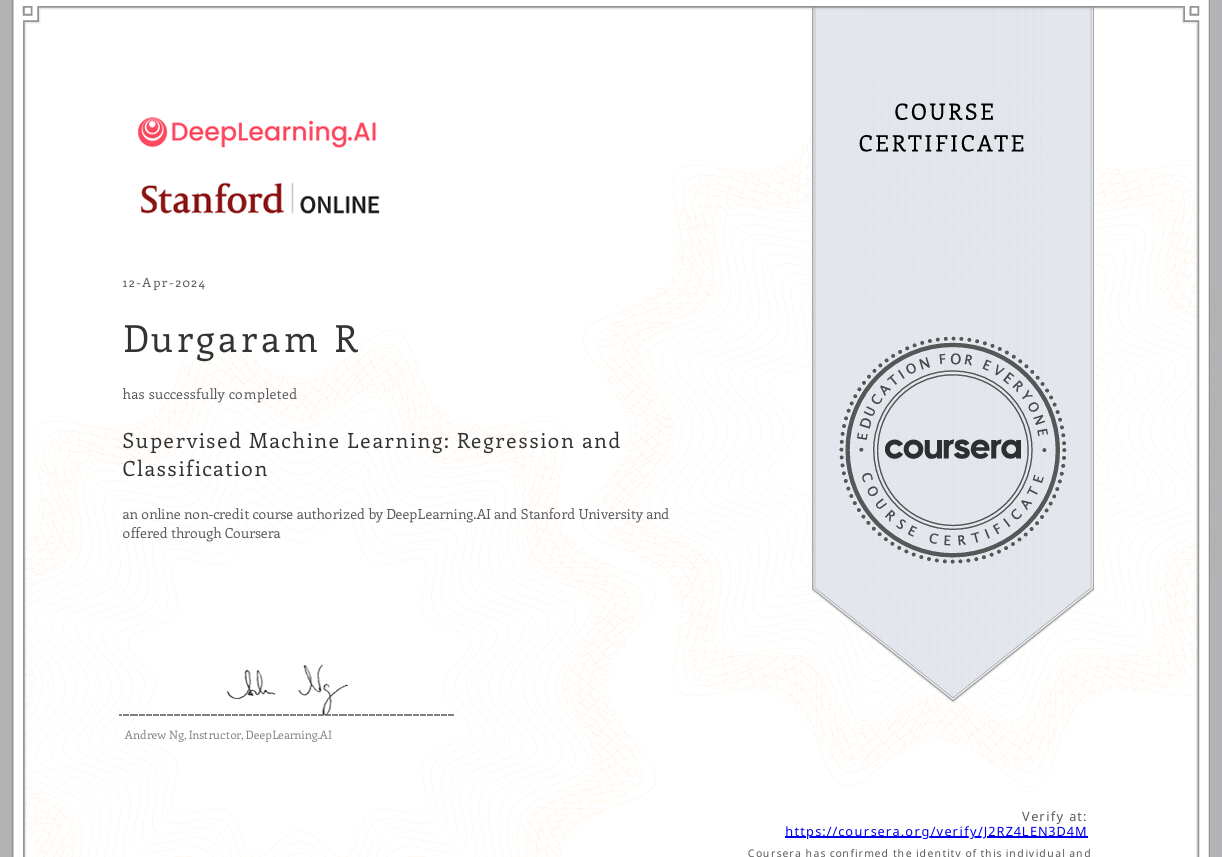 DeepLearning.AI
Stanford | ONLINE
12-Apr-2024
Durgaram R
has successfully completed
Supervised Machine Learning: Regression and
Classification
an online non-credit course authorized by DeepLearning.AI and Stanford University and
offered through Coursera
Andrew Ng, Instructor, DeepLearning.AI
COURSE
CERTIFICATE
EDUCATION FOR EVERYONE
coursera
COURSE CERTIFICATE
Verify at:
https://coursera.org/verify/J2RZ4LEN3D4M
Coursera has confirmed the identity of this individual and